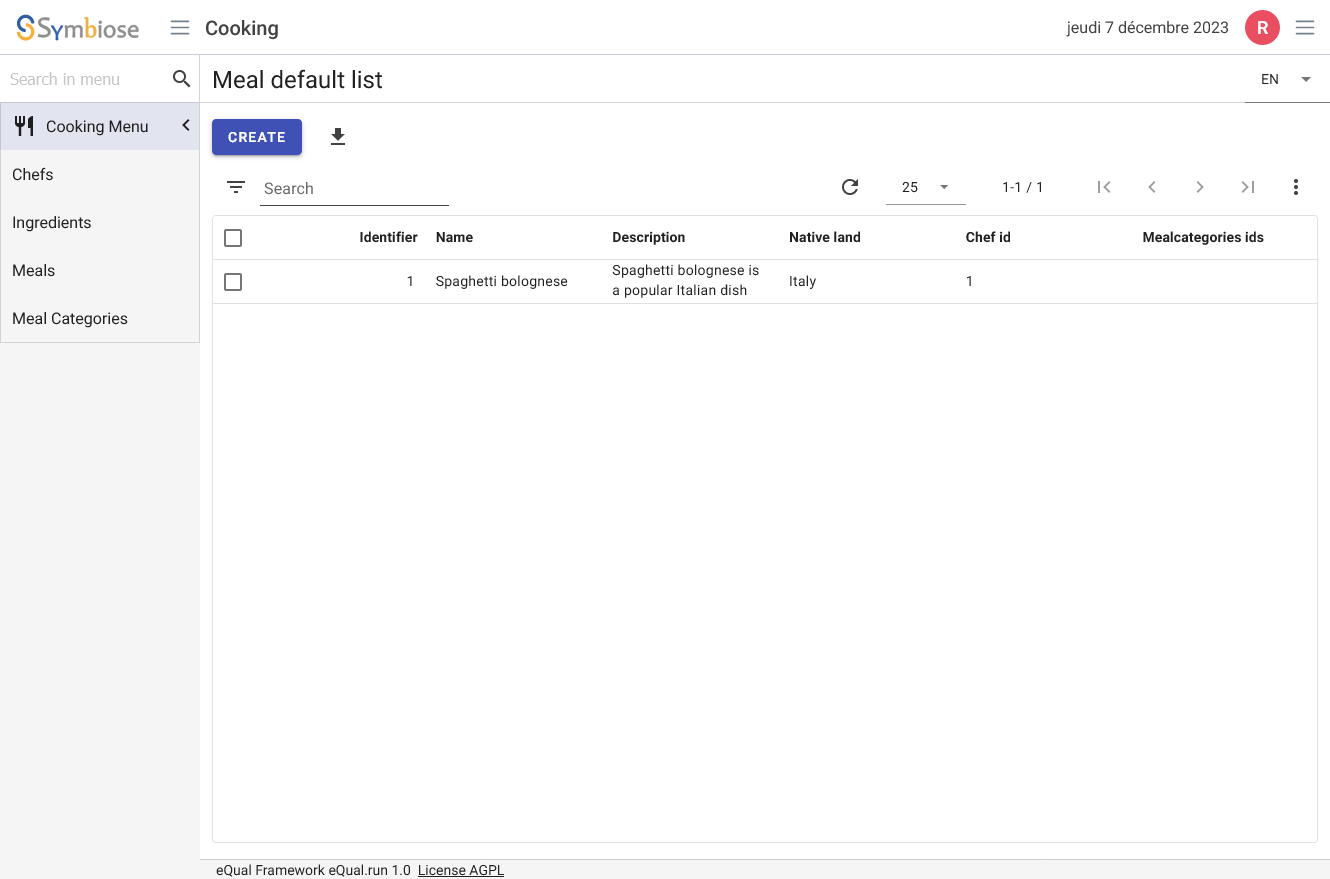 Symbiose
Cooking
jeudi 7 décembre 2023
R
Search in menu
Meal default list
EN
Cooking Menu
CREATE
Chefs
Search
25
1-1 / 1
Ingredients
Identifier Name Description Native land Chef id Mealcategories ids
Meals
1 Spaghetti bolognese Spaghetti bolognese is
a popular Italian dish Italy 1
Meal Categories
eQual Framework eQual.run 1.0 License AGPL